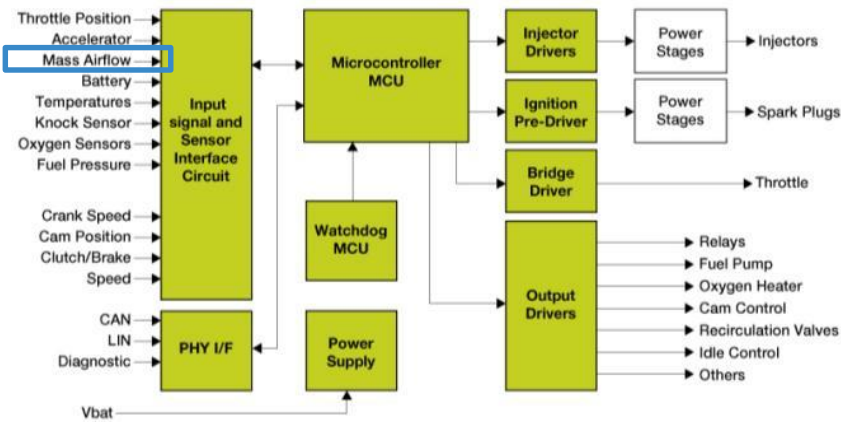 Throttle Position
Accelerator
Mass Airflow
Battery
Temperatures
Knock Sensor
Oxygen Sensors
Fuel Pressure
Crank Speed
Cam Position
Clutch/Brake
Speed
CAN
LIN
Diagnostic
Vbat
Input
signal and
Sensor
Interface
Circuit
PHY I/F
Microcontroller
MCU
Watchdog
MCU
Power
Supply
Injector
Drivers
Power
Stages
Injectors
Ignition
Pre-Driver
Power
Stages
Spark Plugs
Bridge
Driver
Throttle
Output
Drivers
Relays
Fuel Pump
Oxygen Heater
Cam Control
Recirculation Valves
Idle Control
Others